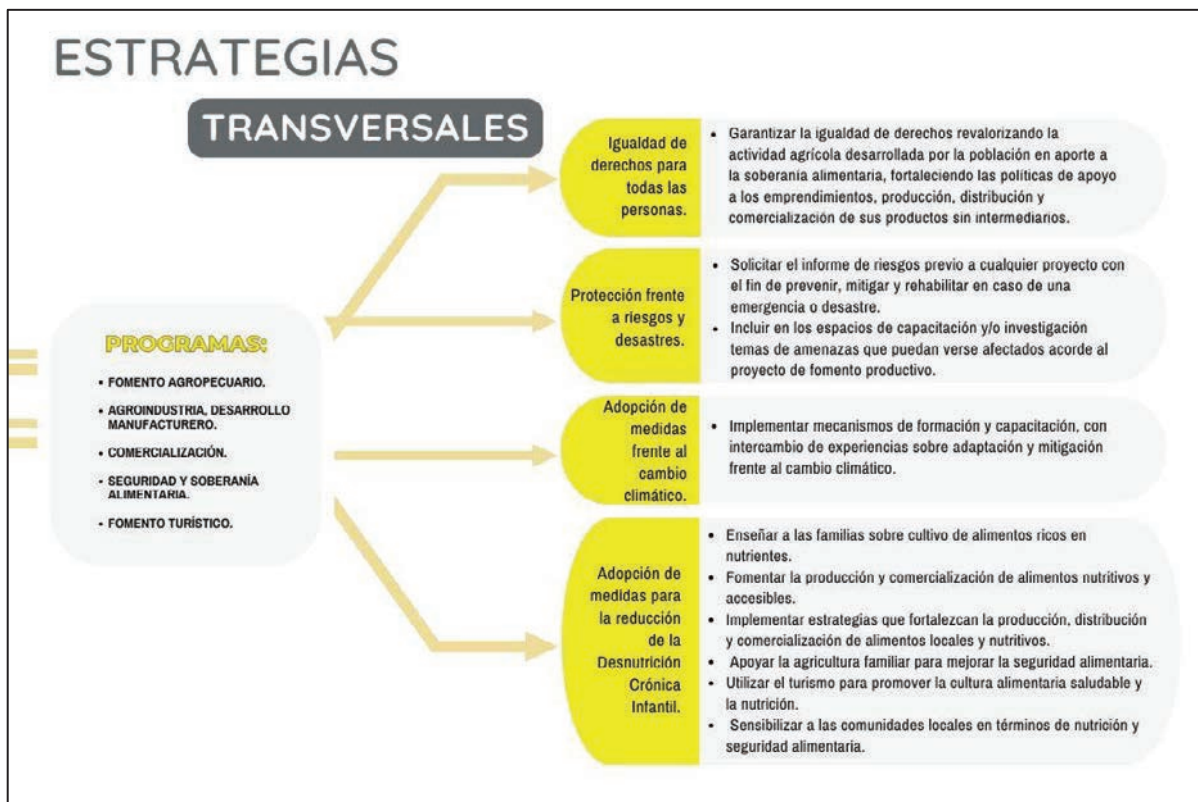 ESTRATEGIAS
TRANSVERSALES
PROGRAMAS:
• FOMENTO AGROPECUARIO.
• AGROINDUSTRIA, DESARROLLO
MANUFACTURERO.
• COMERCIALIZACIÓN.
• SEGURIDAD Y SOBERANÍA
ALIMENTARIA.
• FOMENTO TURÍSTICO.
Igualdad de
derechos para
todas las
personas.
• Garantizar la igualdad de derechos revalorizando la
actividad agrícola desarrollada por la población en aporte a
la soberanía alimentaria, fortaleciendo las políticas de apoyo
a los emprendimientos, producción, distribución y
comercialización de sus productos sin intermediarios.
Protección frente
a riesgos y
desastres.
• Solicitar el informe de riesgos previo a cualquier proyecto con
el fin de prevenir, mitigar y rehabilitar en caso de una
emergencia o desastre.
• Incluir en los espacios de capacitación y/o investigación
temas de amenazas que puedan verse afectados acorde al
proyecto de fomento productivo.
Adopción de
medidas
frente al
cambio
climático.
• Implementar mecanismos de formación y capacitación, con
intercambio de experiencias sobre adaptación y mitigación
frente al cambio climático.
Adopción de
medidas para
la reducción
de la
Desnutrición
Crónica
Infantil.
• Enseñar a las familias sobre cultivo de alimentos ricos en
nutrientes.
• Fomentar la producción y comercialización de alimentos nutritivos y
accesibles.
• Implementar estrategias que fortalezcan la producción, distribución
y comercialización de alimentos locales y nutritivos.
• Apoyar la agricultura familiar para mejorar la seguridad alimentaria.
• Utilizar el turismo para promover la cultura alimentaria saludable y
la nutrición.
• Sensibilizar a las comunidades locales en términos de nutrición y
seguridad alimentaria.